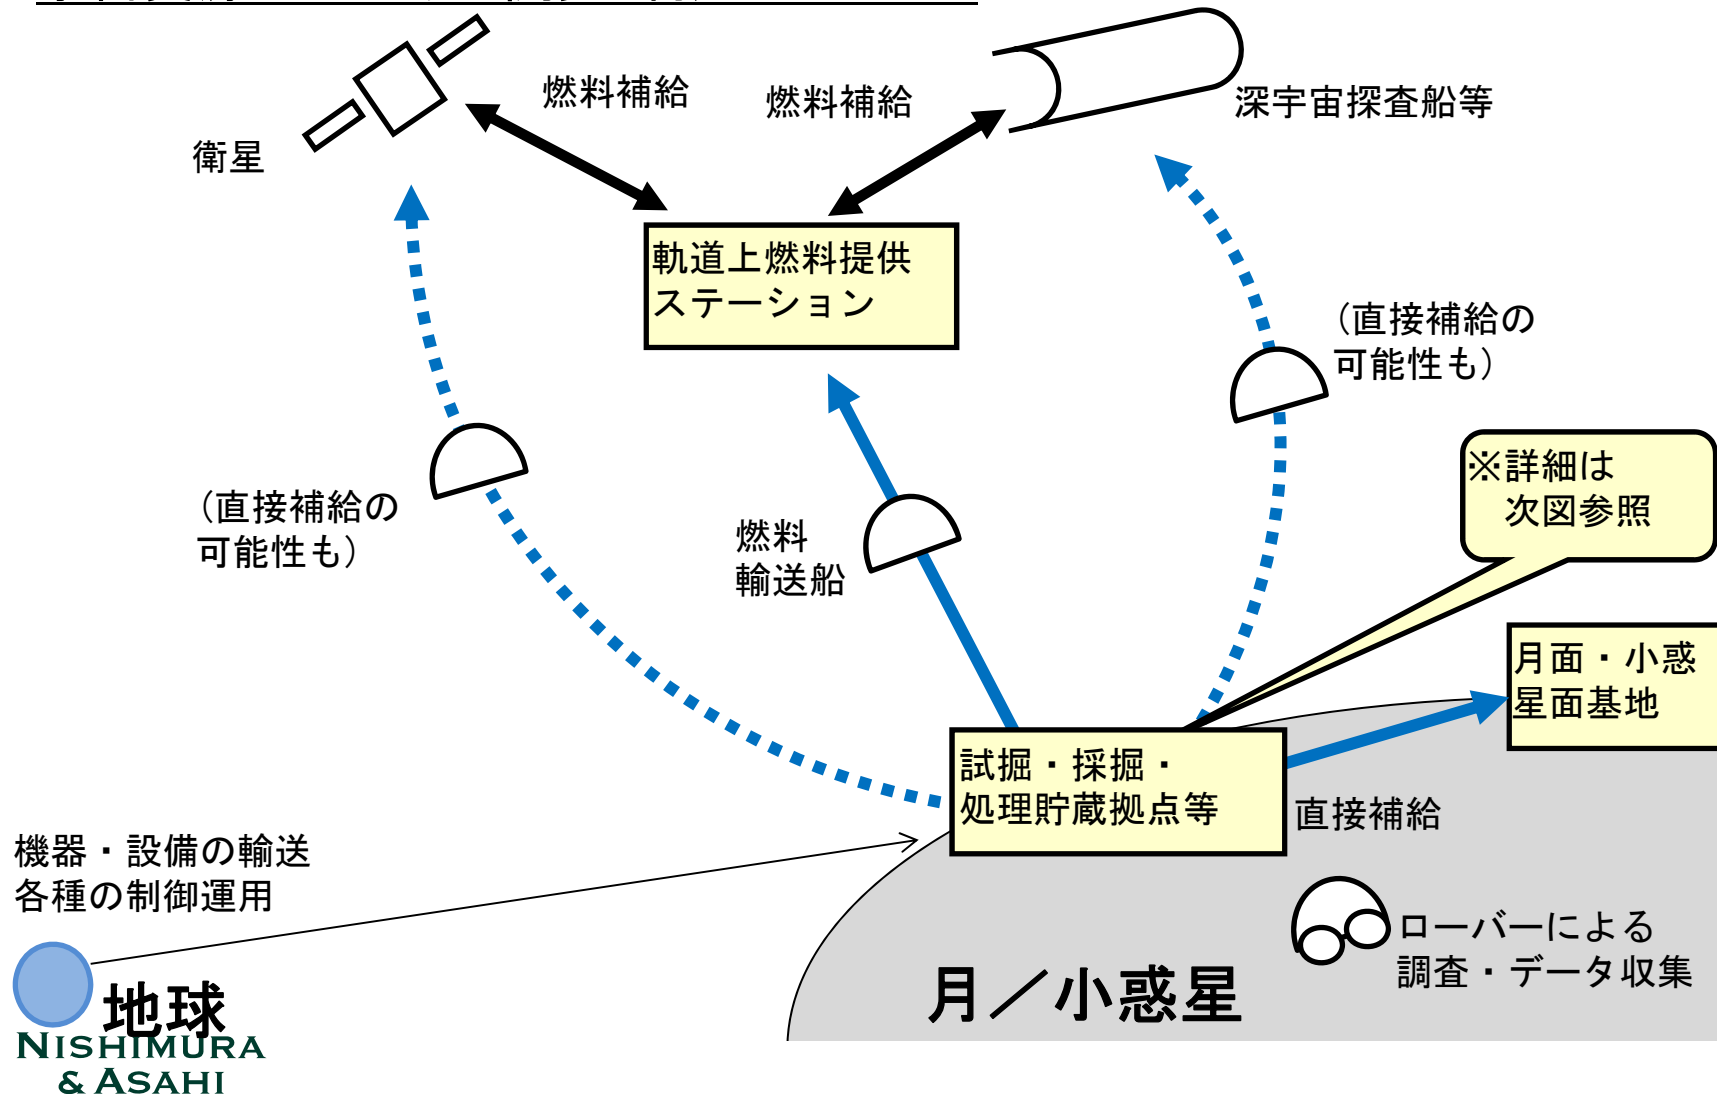 燃料補給
燃料補給
深宇宙探査船等
衛星
軌道上燃料提供
ステーション
（直接補給の
可能性も）
※詳細は
次図参照
（直接補給の
可能性も）
燃料
輸送船
月面・小惑
星面基地
試掘・採掘・
処理貯蔵拠点等
直接補給
機器・設備の輸送
各種の制御運用
ローバーによる
調査・データ収集
地球
月／小惑星
NISHIMURA
& ASAHI